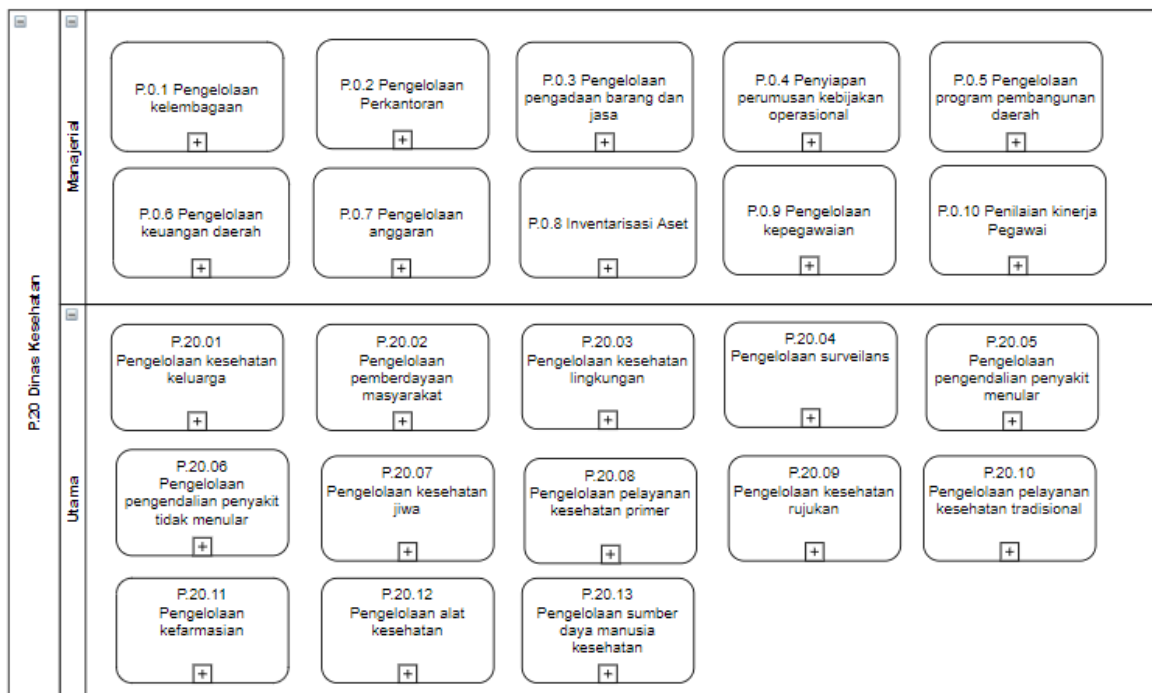 P.20 Dinas Kesehatan
Manajerial
P.0.1 Pengelolaan
kelembagaan
P.0.2 Pengelolaan
Perkantoran
P.0.3 Pengelolaan
pengadaan barang dan
jasa
P.0.4 Penyiapan
perumusan kebijakan
operasional
P.0.5 Pengelolaan
program pembangunan
daerah
P.0.6 Pengelolaan
keuangan daerah
P.0.7 Pengelolaan
anggaran
P.0.8 Inventarisasi Aset
P.0.9 Pengelolaan
kepegawaian
P.0.10 Penilaian kinerja
Pegawai
Utama
P.20.01
Pengelolaan kesehatan
keluarga
P.20.02
Pengelolaan
pemberdayaan
masyarakat
P.20.03
Pengelolaan kesehatan
lingkungan
P.20.04
Pengelolaan surveilans
P.20.05
Pengelolaan
pengendalian penyakit
menular
P.20.06
Pengelolaan
pengendalian penyakit
tidak menular
P.20.07
Pengelolaan kesehatan
jiwa
P.20.08
Pengelolaan pelayanan
kesehatan primer
P.20.09
Pengelolaan kesehatan
rujukan
P.20.10
Pengelolaan pelayanan
kesehatan tradisional
P.20.11
Pengelolaan
kefarmasian
P.20.12
Pengelolaan alat
kesehatan
P.20.13
Pengelolaan sumber
daya manusia
kesehatan